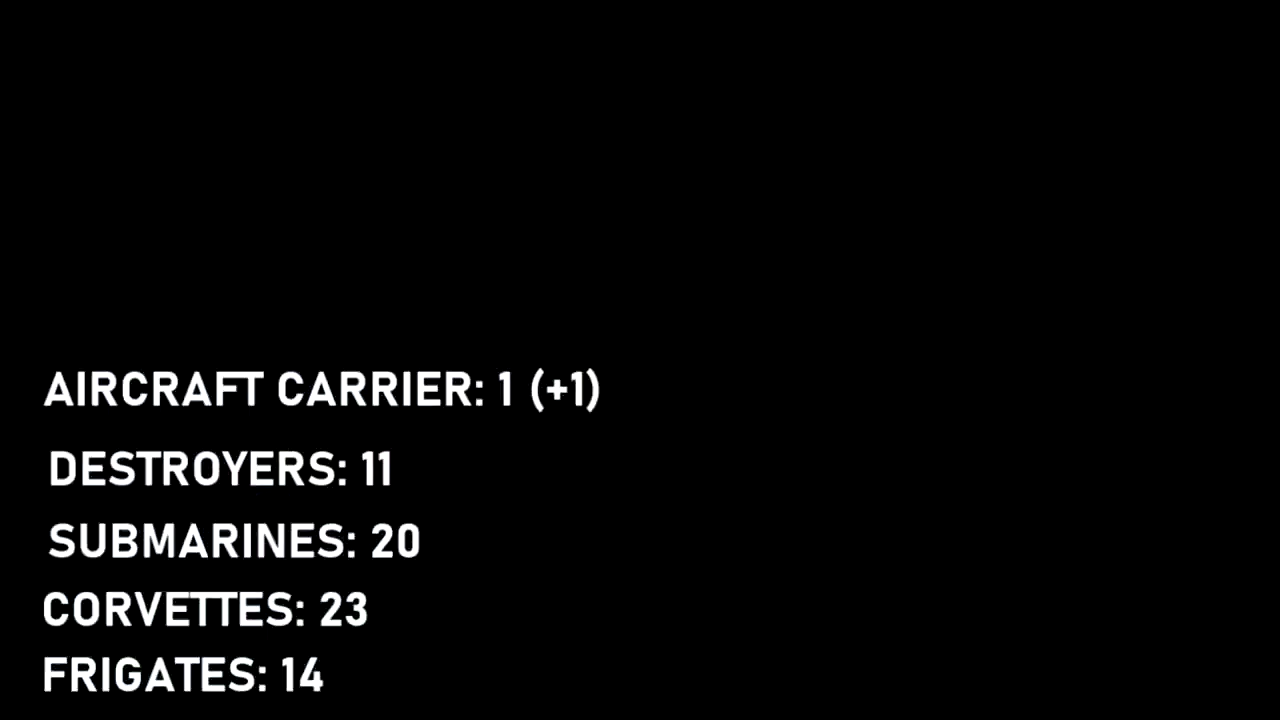 AIRCRAFT CARRIER: 1 (+1)
DESTROYERS: 11
SUBMARINES: 20
CORVETTES: 23
FRIGATES: 14